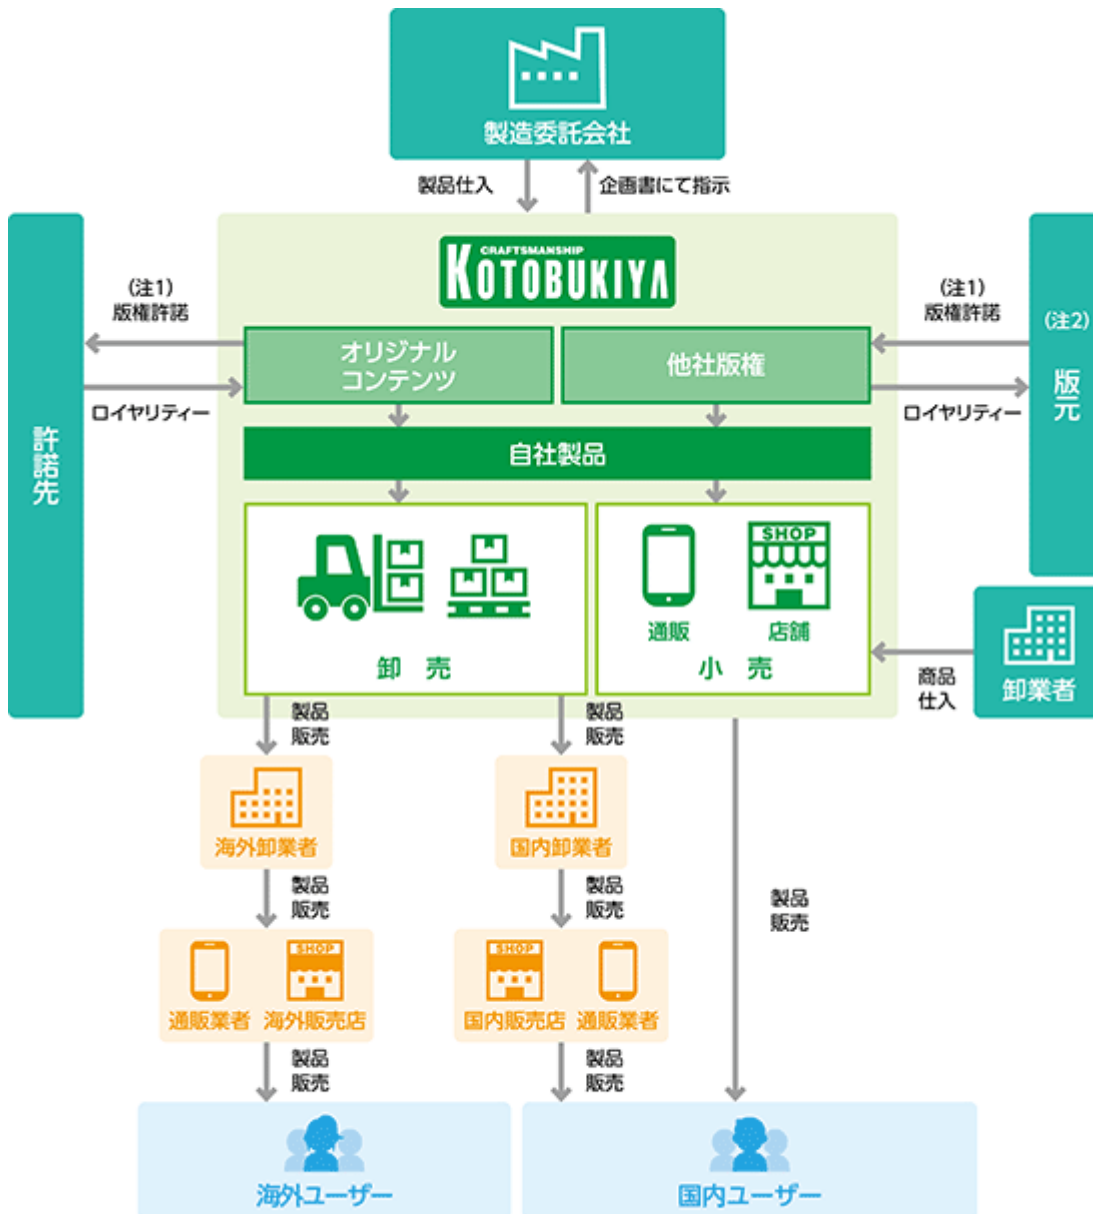 製造委託会社
製品仕入
企画書にて指示
CRAFTSMANSHIP
KOTOBUKIYA
(注1)
版権許諾
ロイヤリティー
許諾先
オリジナル
コンテンツ
他社版権
(注1)
版権許諾
ロイヤリティー
(注2)
版元
自社製品
卸 売
SHOP
通販
店舗
小 売
商品
仕入
卸業者
製品
販売
製品
販売
海外卸業者
国内卸業者
製品
販売
製品
販売
製品
販売
SHOP
通販業者
海外販売店
SHOP
国内販売店
通販業者
製品
販売
製品
販売
海外ユーザー
国内ユーザー